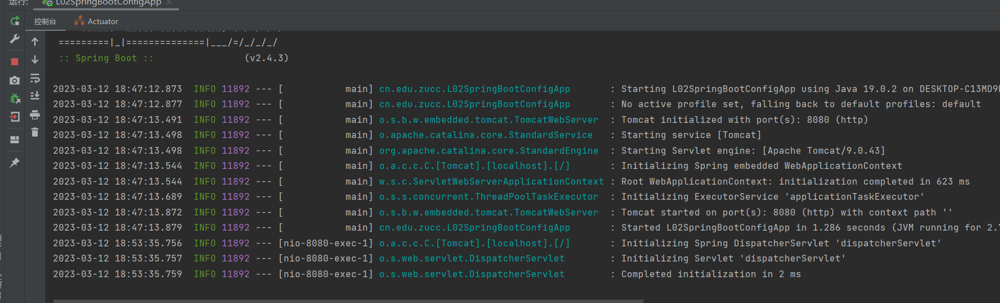 运行: L02SpringBootConfigApp ×
控制台 Actuator
=========|_|==============|___/=/_/_/_/
:: Spring Boot :: (v2.4.3)
2023-03-12 18:47:12.873 INFO 11892 --- [ main] cn.edu.zucc.L02SpringBootConfigApp : Starting L02SpringBootConfigApp using Java 19.0.2 on
2023-03-12 18:47:12.877 INFO 11892 --- [ main] cn.edu.zucc.L02SpringBootConfigApp : No active profile set, falling back to default profiles: default
2023-03-12 18:47:13.491 INFO 11892 --- [ main] o.s.b.w.embedded.tomcat.TomcatWebServer : Tomcat initialized with port(s): 8080 (http)
2023-03-12 18:47:13.498 INFO 11892 --- [ main] o.apache.catalina.core.StandardService : Starting service [Tomcat]
2023-03-12 18:47:13.498 INFO 11892 --- [ main] org.apache.catalina.core.StandardEngine : Starting Servlet engine: [Apache Tomcat/9.0.43]
2023-03-12 18:47:13.544 INFO 11892 --- [ main] o.a.c.c.C.[Tomcat].[localhost].[/] : Initializing Spring embedded WebApplicationContext
2023-03-12 18:47:13.544 INFO 11892 --- [ main] w.s.c.ServletWebServerApplicationContext : Root WebApplicationContext: initialization completed in 623 ms
2023-03-12 18:47:13.689 INFO 11892 --- [ main] o.s.s.concurrent.ThreadPoolTaskExecutor : Initializing ExecutorService 'applicationTaskExecutor'
2023-03-12 18:47:13.872 INFO 11892 --- [ main] o.s.b.w.embedded.tomcat.TomcatWebServer : Tomcat started on port(s): 8080 (http) with context path ''
2023-03-12 18:47:13.879 INFO 11892 --- [ main] cn.edu.zucc.L02SpringBootConfigApp : Started L02SpringBootConfigApp in 1.286 seconds (JVM running for
2023-03-12 18:53:35.756 INFO 11892 --- [nio-8080-exec-1] o.a.c.c.C.[Tomcat].[localhost].[/] : Initializing Spring DispatcherServlet 'dispatcherServlet'
2023-03-12 18:53:35.757 INFO 11892 --- [nio-8080-exec-1] o.s.web.servlet.DispatcherServlet : Initializing Servlet 'dispatcherServlet'
2023-03-12 18:53:35.759 INFO 11892 --- [nio-8080-exec-1] o.s.web.servlet.DispatcherServlet : Completed initialization in 2 ms